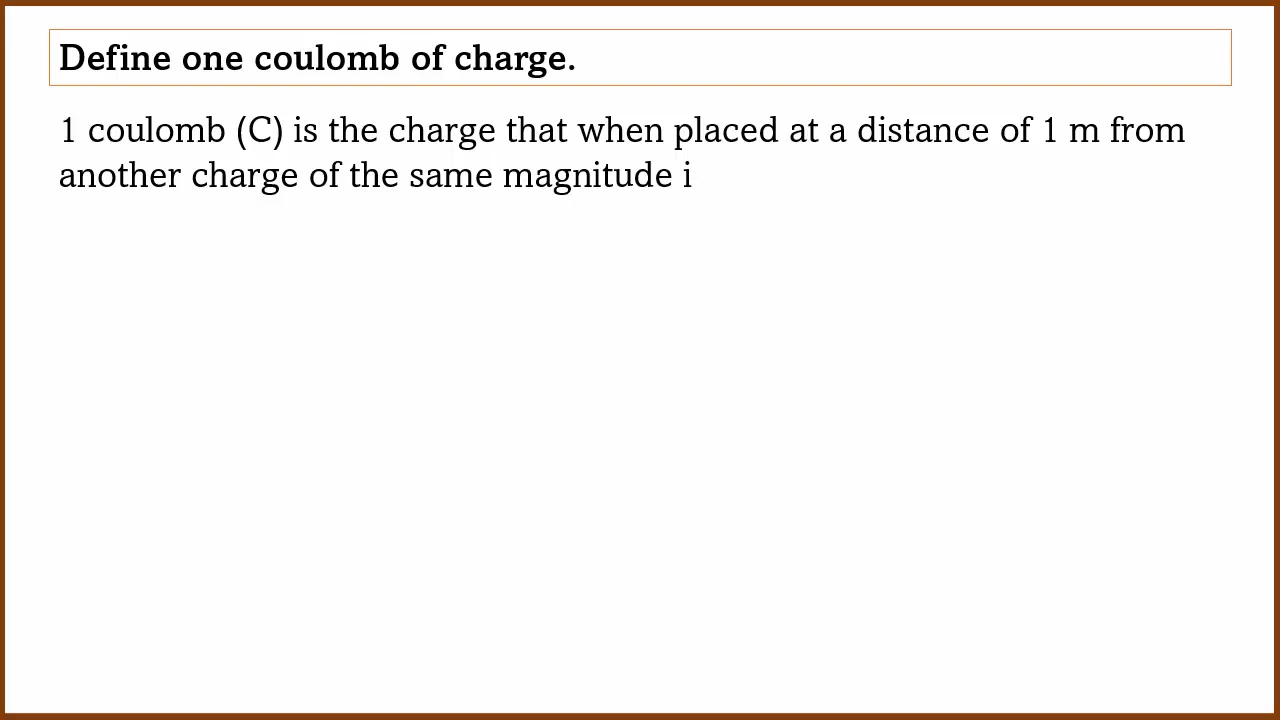 Define one coulomb of charge.
1 coulomb (C) is the charge that when placed at a distance of 1 m from
another charge of the same magnitude i